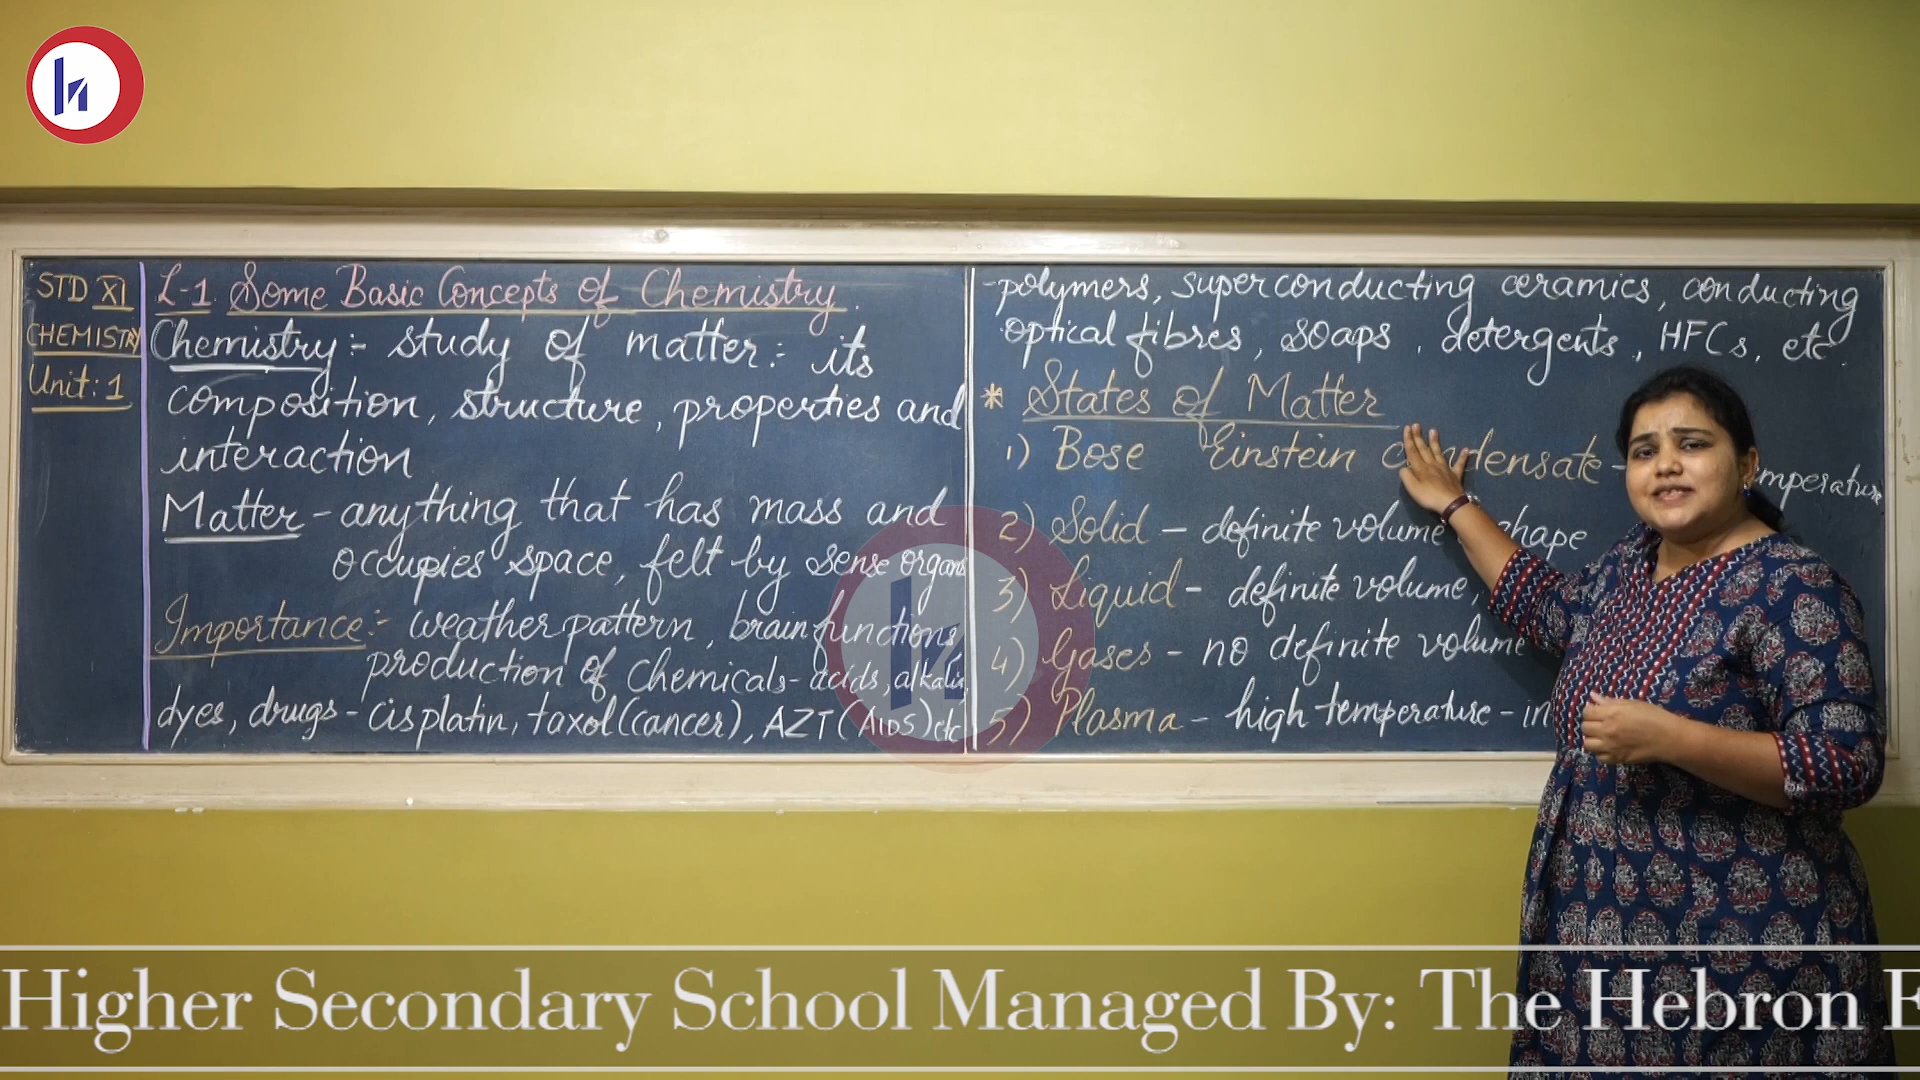 STD XI
CHEMISTRY
Unit: 1
L-1 Some Basic Concepts of Chemistry.
Chemistry:- study of matter: its
composition, structure, properties and
interaction
Matter - anything that has mass and
occupies space, felt by sense organs
Importance:- weather pattern, brain functions,
production of chemicals- acids, alkalis,
dyes, drugs - cisplatin, taxol (cancer), AZT (AIDS) etc
-polymers, superconducting ceramics, conducting
optical fibres, soaps, detergents, HFCs, etc.
* States of Matter
1) Bose Einstein condensate -
2) Solid - definite volume shape
3) Liquid - definite volume,
4) Gases - no definite volume
5) Plasma - high temperature - in
Higher Secondary School Managed By: The Hebron E